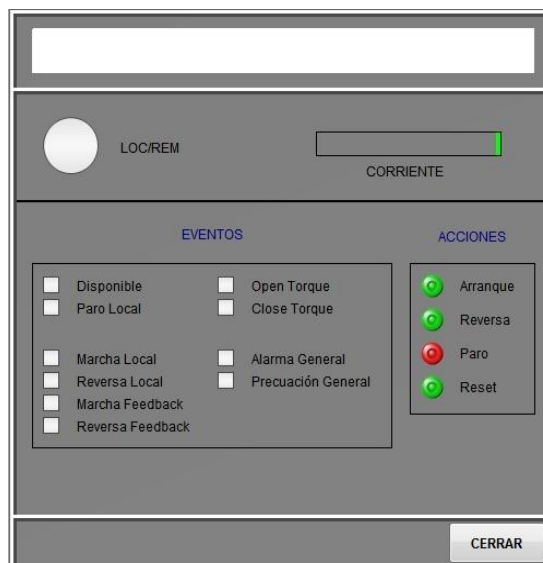 LOC/REM
CORRIENTE
EVENTOS
Disponible
Paro Local
Marcha Local
Reversa Local
Marcha Feedback
Reversa Feedback
Open Torque
Close Torque
Alarma General
Precuación General
ACCIONES
Arranque
Reversa
Paro
Reset
CERRAR